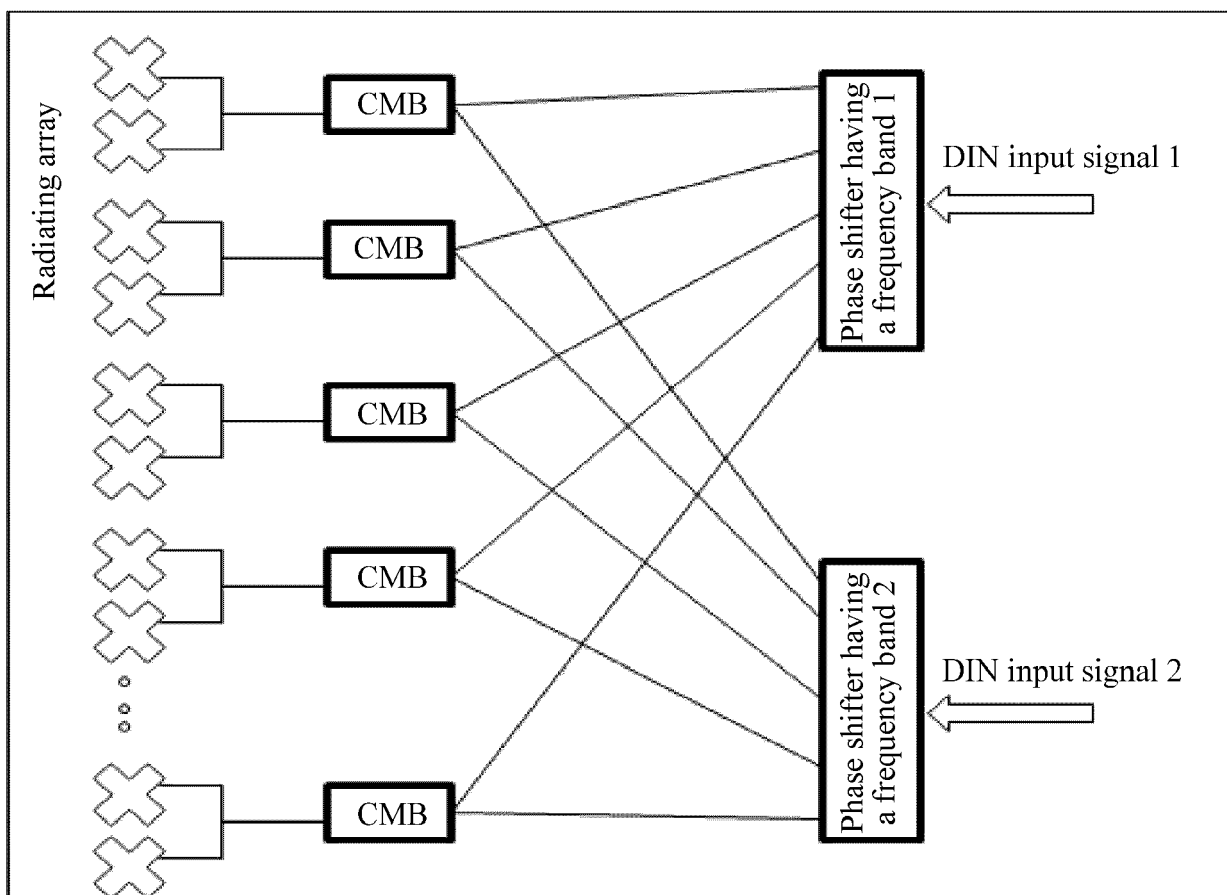 Radiating array
CMB
CMB
CMB
CMB
CMB
Phase shifter having
a frequency band 1
DIN input signal 1
Phase shifter having
a frequency band 2
DIN input signal 2